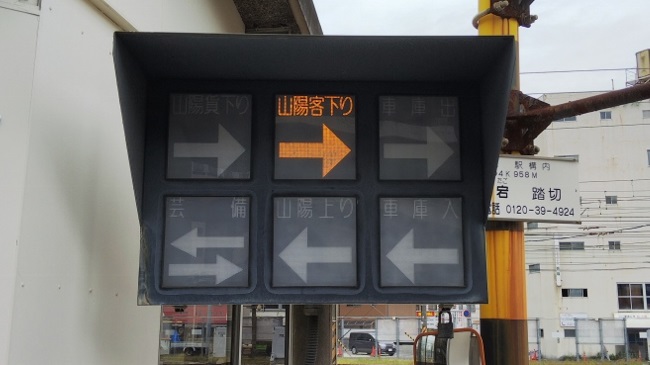 山陽貨下り
山陽客下り
車庫出
芸備
山陽上り
車庫入
駅構内
4K958M
踏切
0120-39-4924